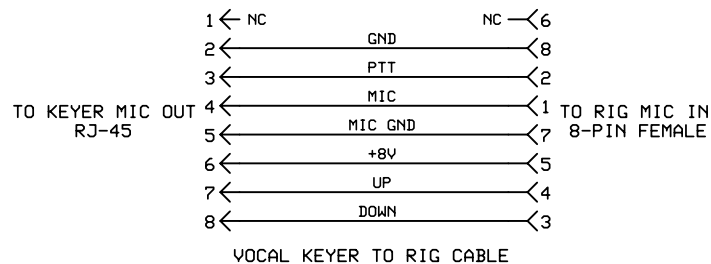 1 NC NC 6
2 GND 8
3 PTT 2
4 MIC 1
5 MIC GND 7
6 +8V 5
7 UP 4
8 DOWN 3
TO KEYER MIC OUT
RJ-45
TO RIG MIC IN
8-PIN FEMALE
VOCAL KEYER TO RIG CABLE